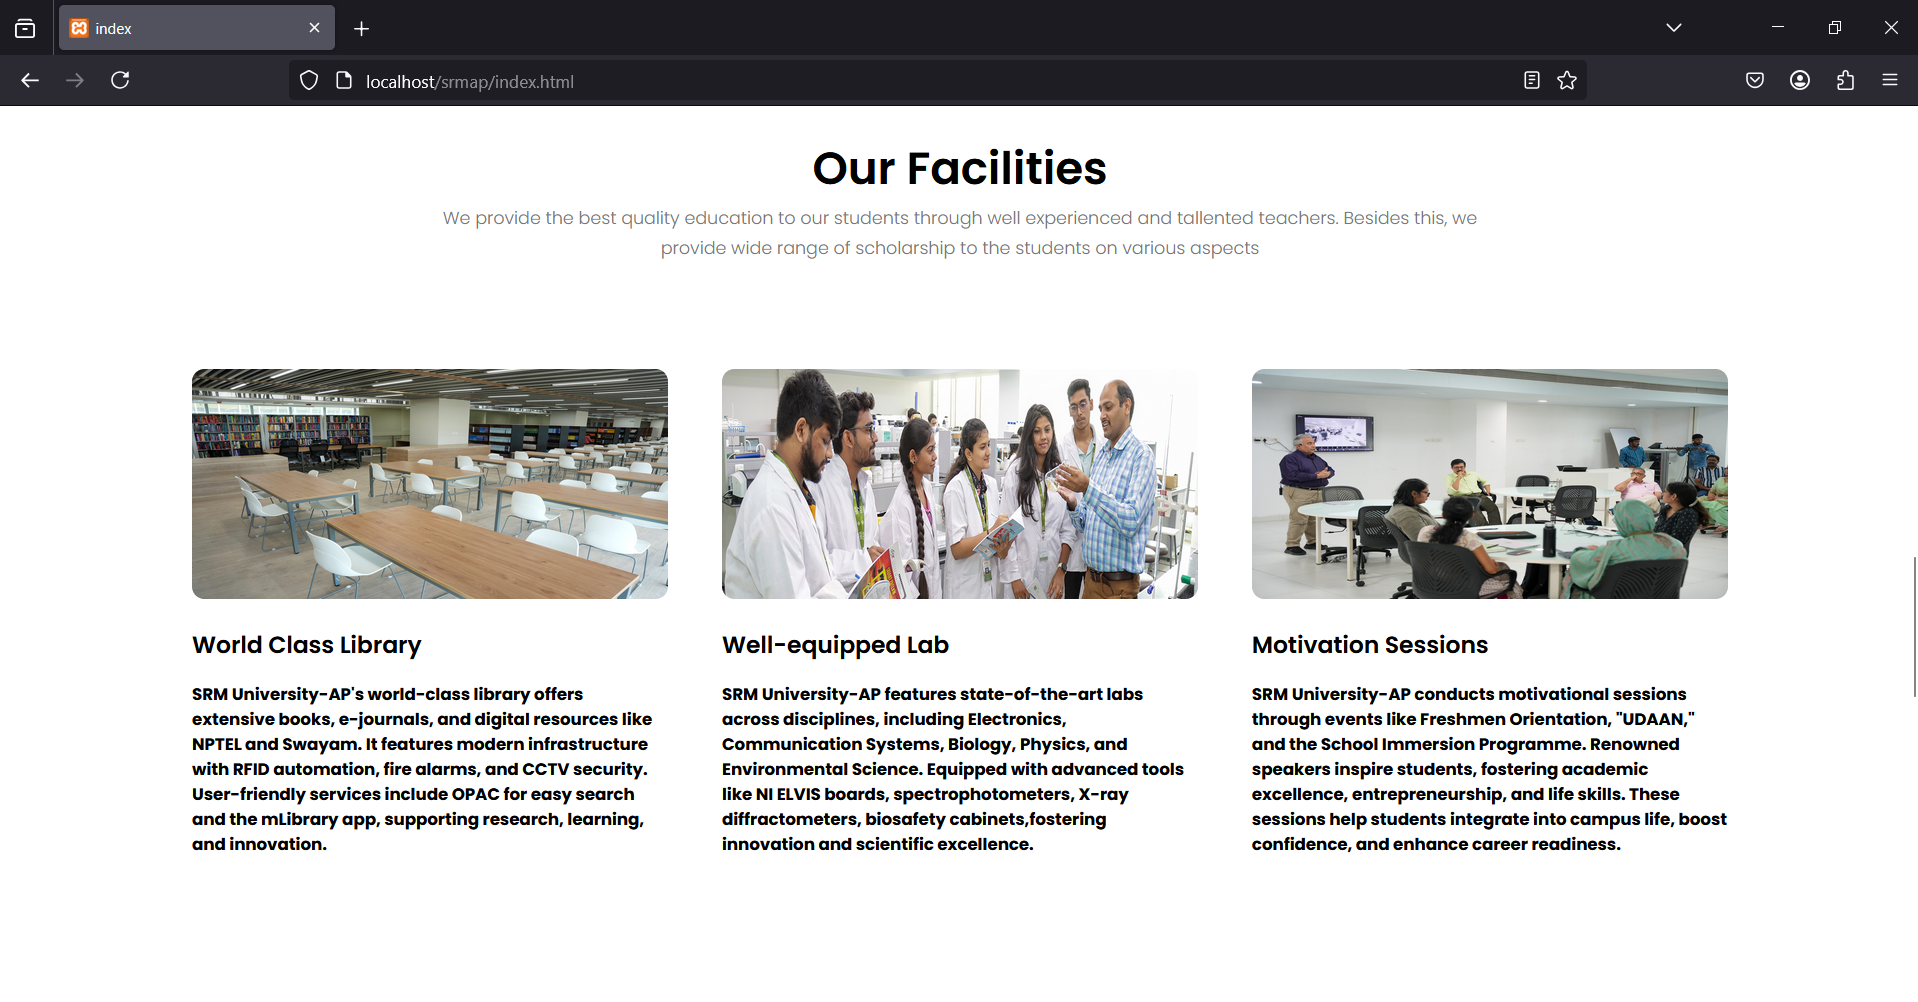 index
localhost/srmap/index.html
Our Facilities
We provide the best quality education to our students through well experienced and tallented teachers. Besides this, we
provide wide range of scholarship to the students on various aspects
World Class Library
SRM University-AP's world-class library offers
extensive books, e-journals, and digital resources like
NPTEL and Swayam. It features modern infrastructure
with RFID automation, fire alarms, and CCTV security.
User-friendly services include OPAC for easy search
and the mLibrary app, supporting research, learning,
and innovation.
Well-equipped Lab
SRM University-AP features state-of-the-art labs
across disciplines, including Electronics,
Communication Systems, Biology, Physics, and
Environmental Science. Equipped with advanced tools
like NI ELVIS boards, spectrophotometers, X-ray
diffractometers, biosafety cabinets,fostering
innovation and scientific excellence.
Motivation Sessions
SRM University-AP conducts motivational sessions
through events like Freshmen Orientation, "UDAAN,"
and the School Immersion Programme. Renowned
speakers inspire students, fostering academic
excellence, entrepreneurship, and life skills. These
sessions help students integrate into campus life, boost
confidence, and enhance career readiness.